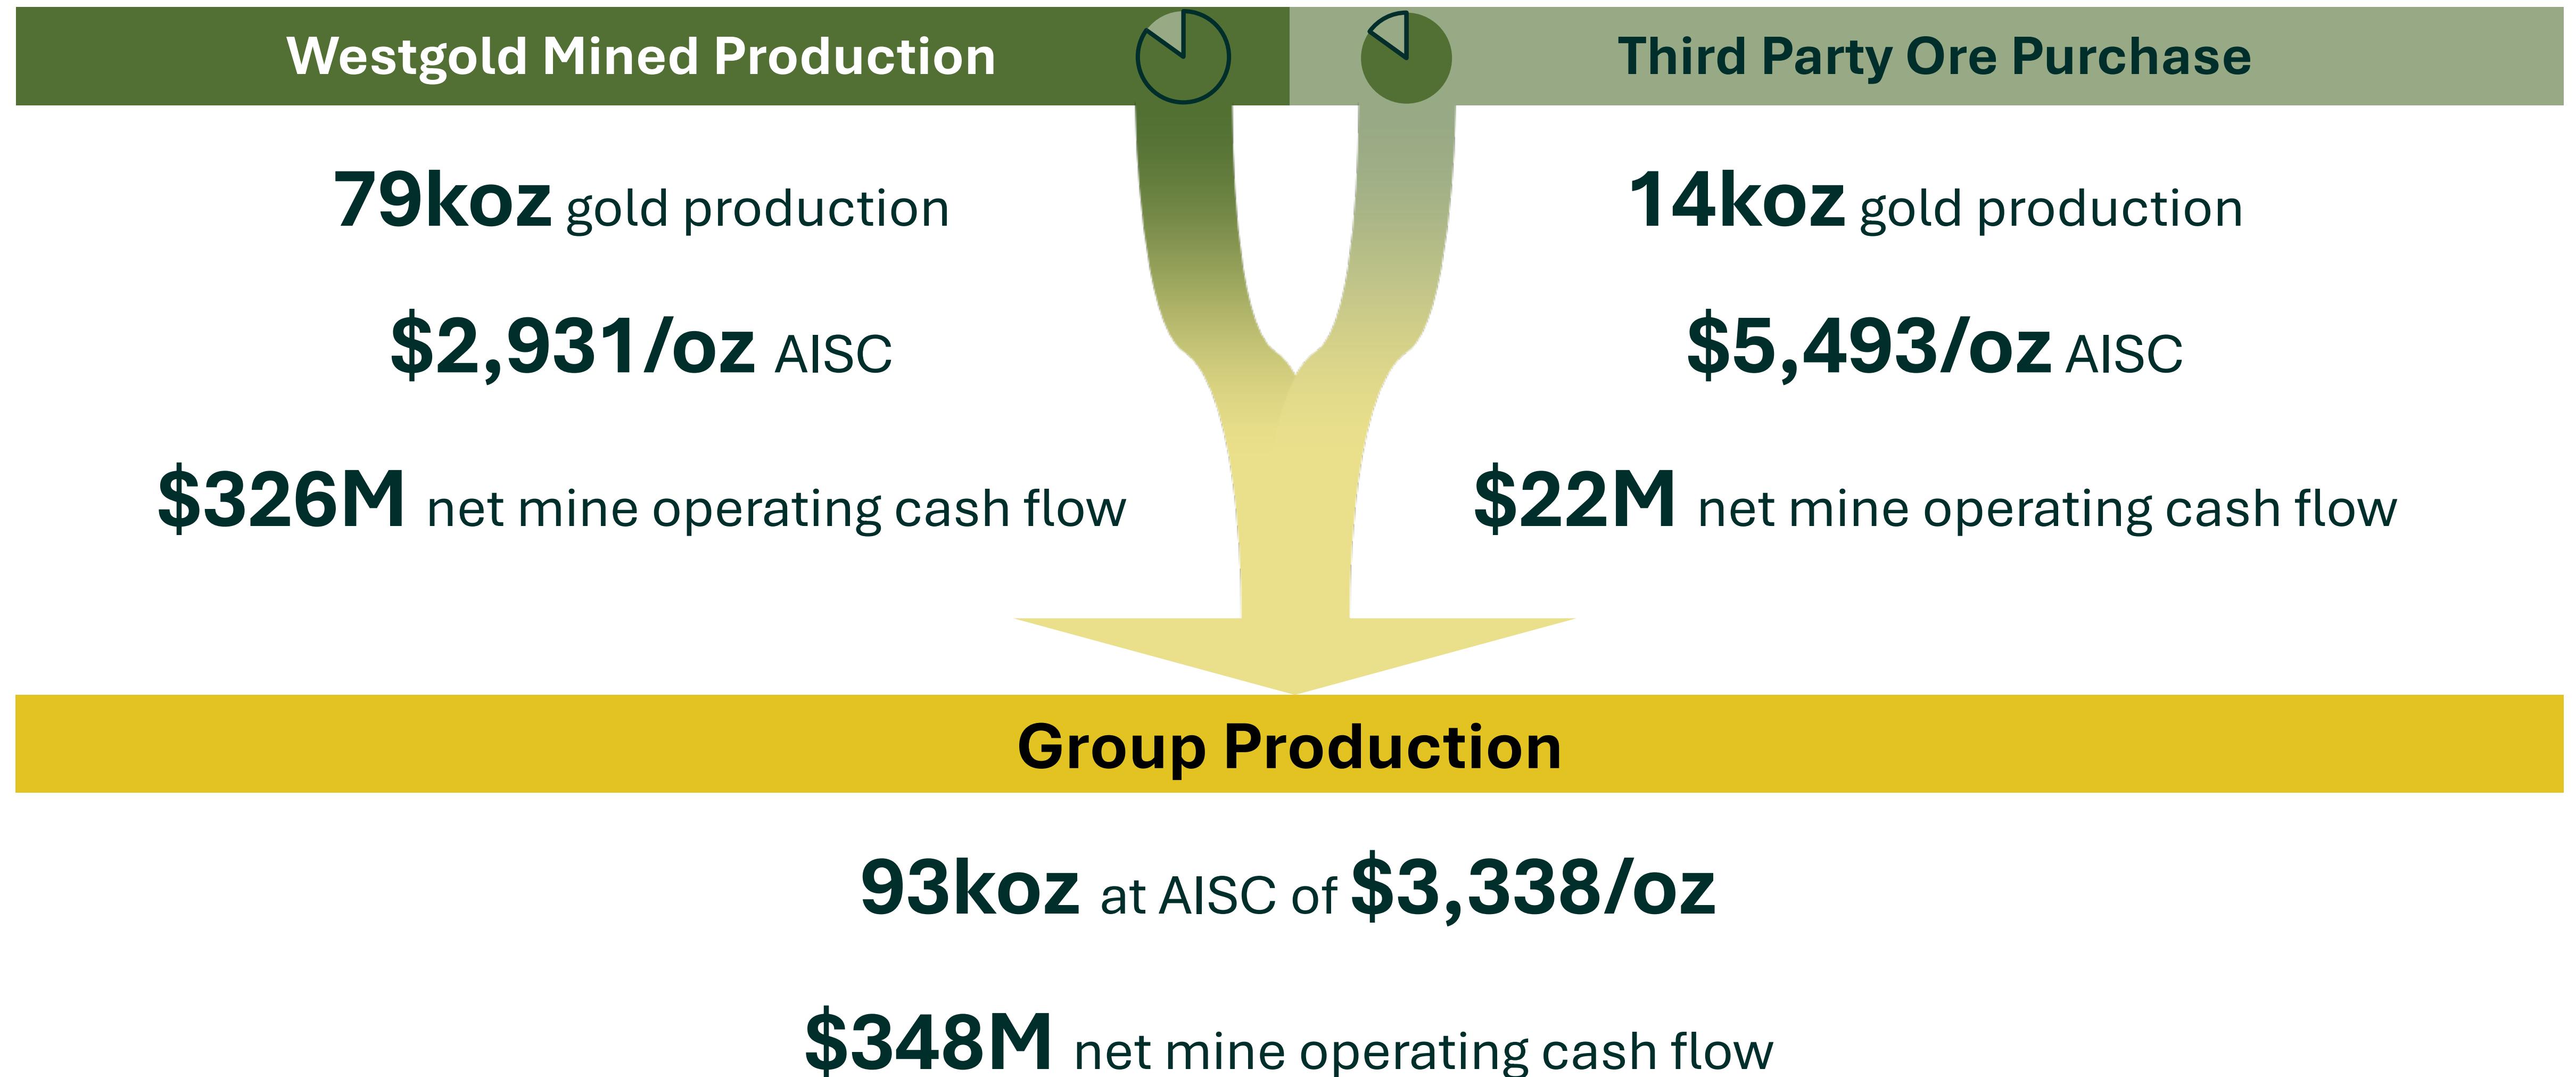 Westgold Mined Production
Third Party Ore Purchase
79koz gold production
14koz gold production
$2,931/oz AISC
$5,493/oz AISC
$326M net mine operating cash flow
$22M net mine operating cash flow
Group Production
93koz at AISC of $3,338/oz
$348M net mine operating cash flow